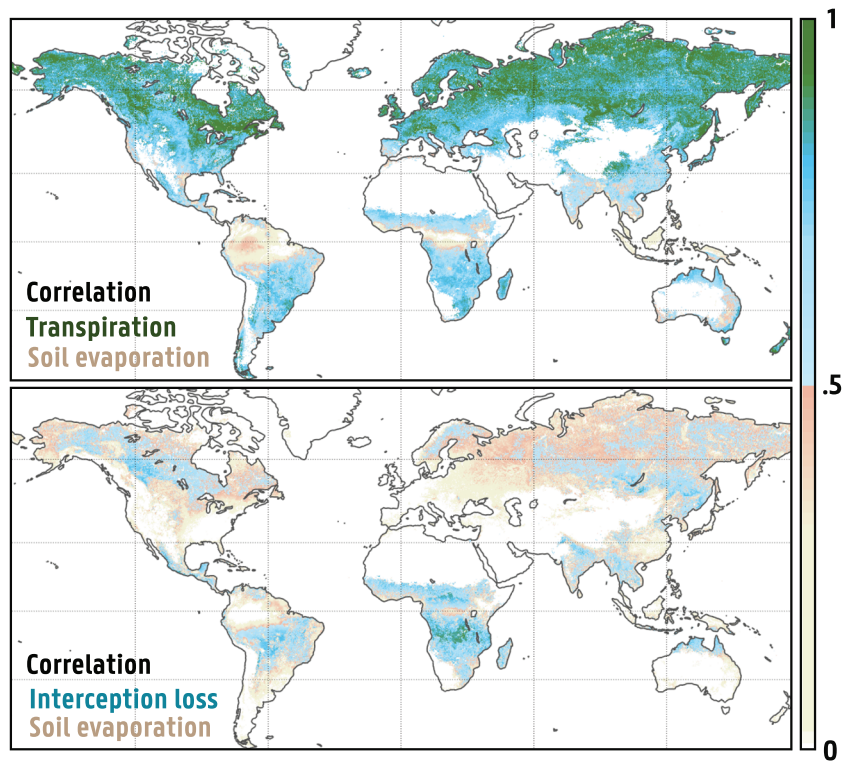 1
Correlation
Transpiration
Soil evaporation
.5
Correlation
Interception loss
Soil evaporation
0